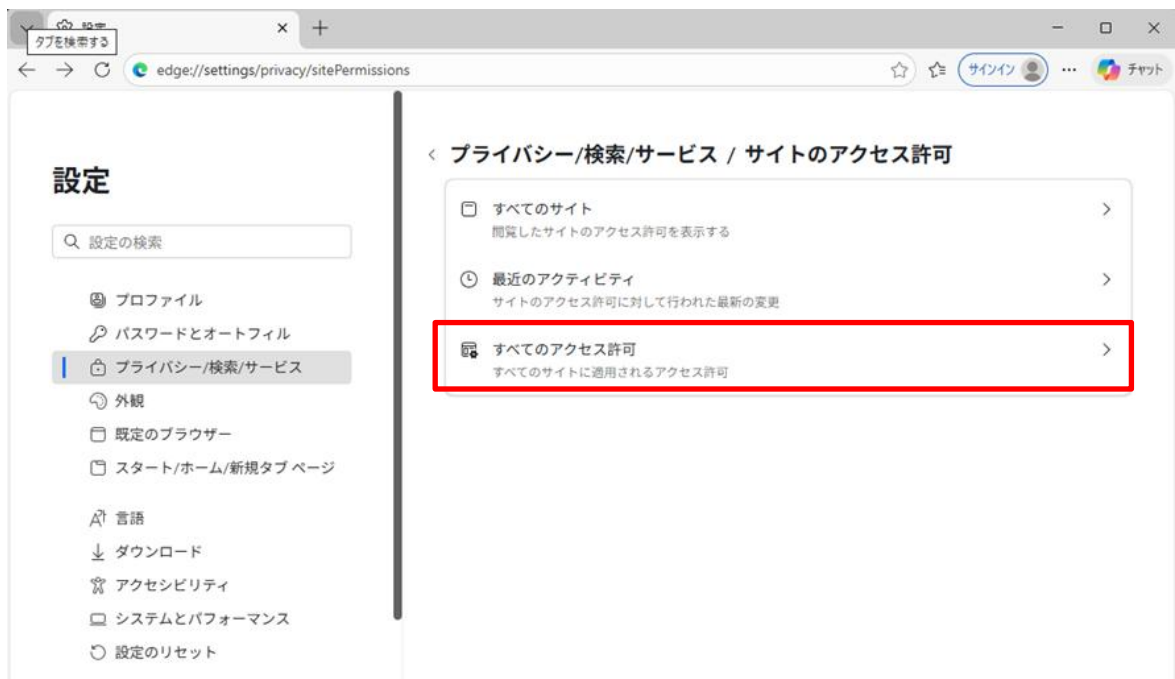 設定
タブを検索する
edge://settings/privacy/sitePermissions
サインイン
チャット
設定
設定の検索
プロファイル
パスワードとオートフィル
プライバシー/検索/サービス
外観
既定のブラウザー
スタート/ホーム/新規タブ ページ
言語
ダウンロード
アクセシビリティ
システムとパフォーマンス
設定のリセット
プライバシー/検索/サービス / サイトのアクセス許可
すべてのサイト
閲覧したサイトのアクセス許可を表示する
最近のアクティビティ
サイトのアクセス許可に対して行われた最新の変更
すべてのアクセス許可
すべてのサイトに適用されるアクセス許可